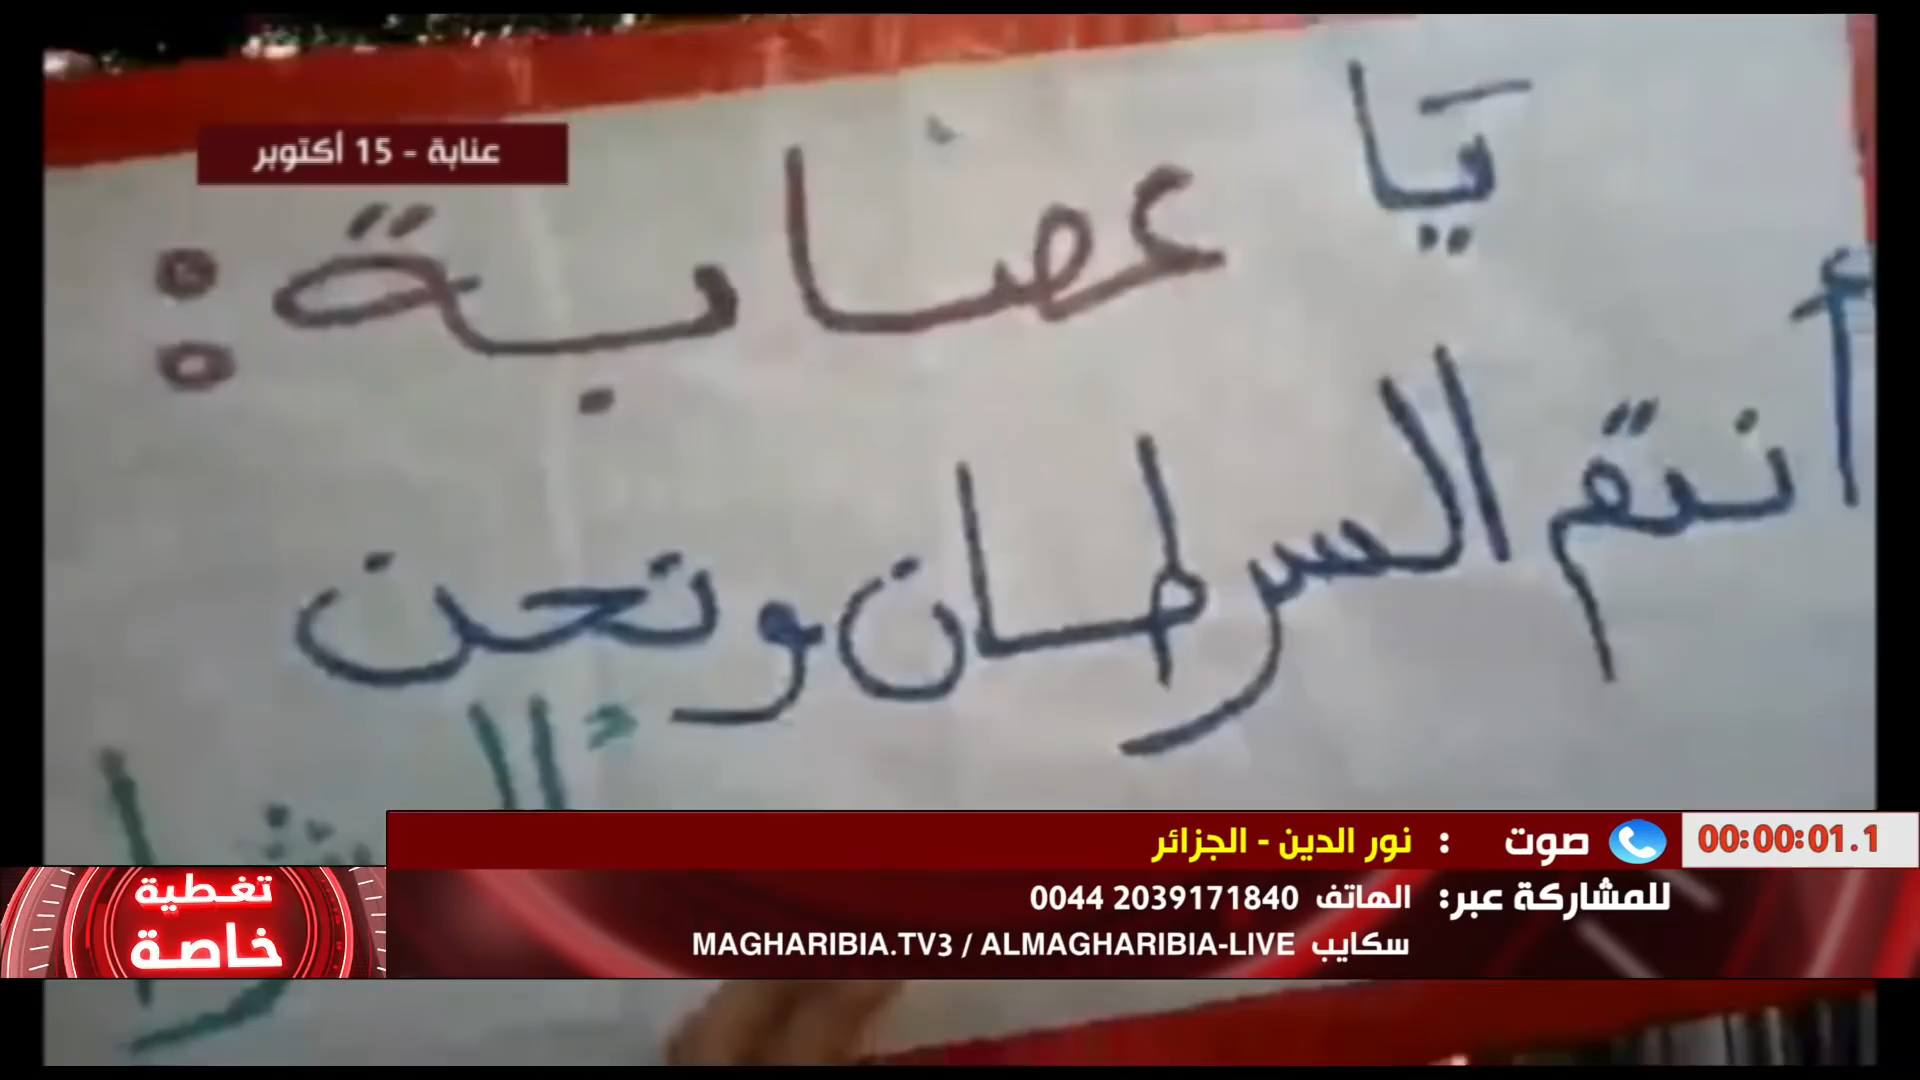 عنابة - 15 أكتوبر
يَا عصابة :
أنتم السرطان ونحن
صوت : نور الدين - الجزائر
00:00:01.1
للمشاركة عبر: الهاتف 0044 2039171840
سكايب MAGHARIBIA.TV3 / ALMAGHARIBIA-LIVE
تغطية
خاصة